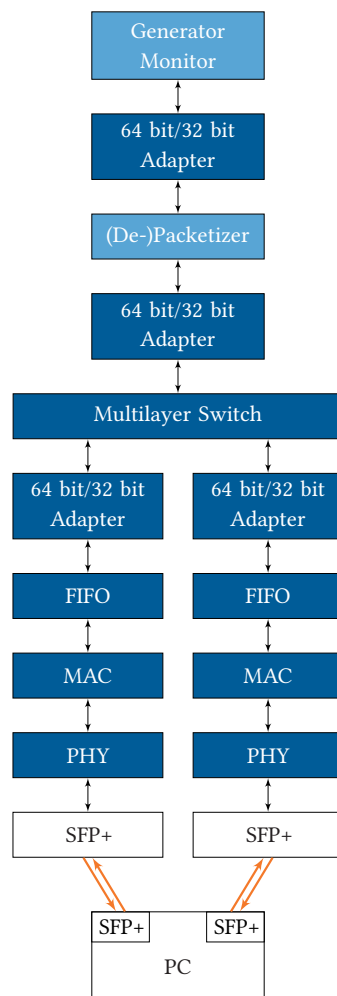 Generator
Monitor
64 bit/32 bit
Adapter
(De-)Packetizer
64 bit/32 bit
Adapter
Multilayer Switch
64 bit/32 bit
Adapter
64 bit/32 bit
Adapter
FIFO
FIFO
MAC
MAC
PHY
PHY
SFP+
SFP+
SFP+
SFP+
PC